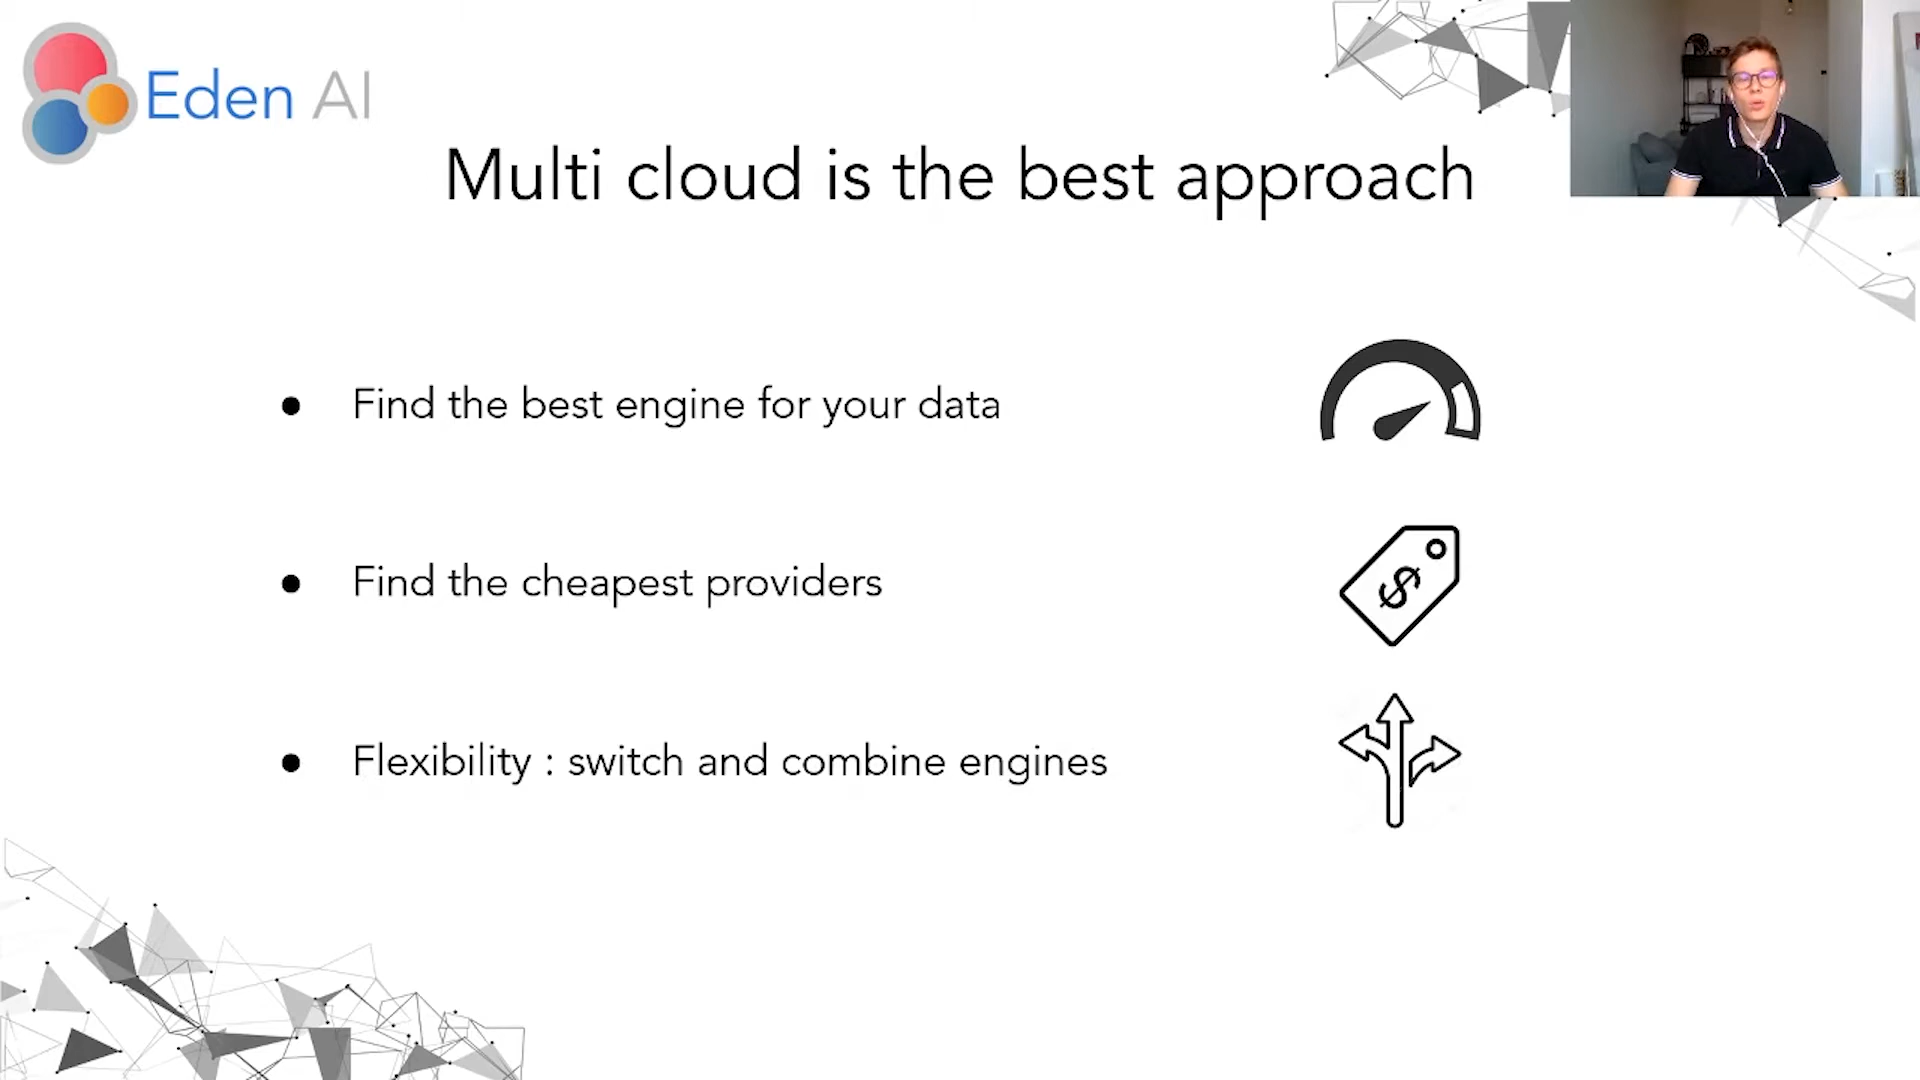 Eden AI
Multi cloud is the best approach
● Find the best engine for your data
● Find the cheapest providers
$
● Flexibility : switch and combine engines